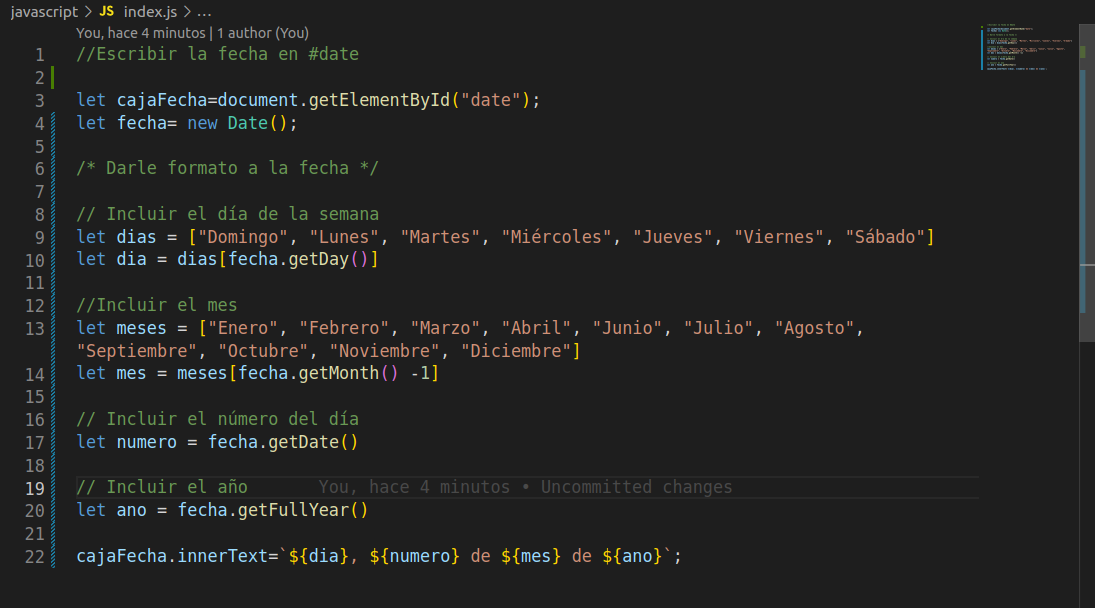 javascript > JS index.js > ...
You, hace 4 minutos | 1 author (You)
1 //Escribir la fecha en #date
2
3 let cajaFecha=document.getElementById("date");
4 let fecha= new Date();
5
6 /* Darle formato a la fecha */
7
8 // Incluir el día de la semana
9 let dias = ["Domingo", "Lunes", "Martes", "Miércoles", "Jueves", "Viernes", "Sábado"]
10 let dia = dias[fecha.getDay()]
11
12 //Incluir el mes
13 let meses = ["Enero", "Febrero", "Marzo", "Abril", "Junio", "Julio", "Agosto",
"Septiembre", "Octubre", "Noviembre", "Diciembre"]
14 let mes = meses[fecha.getMonth() -1]
15
16 // Incluir el número del día
17 let numero = fecha.getDate()
18
19 // Incluir el año You, hace 4 minutos • Uncommitted changes
20 let ano = fecha.getFullYear()
21
22 cajaFecha.innerText=`${dia}, ${numero} de ${mes} de ${ano}`;